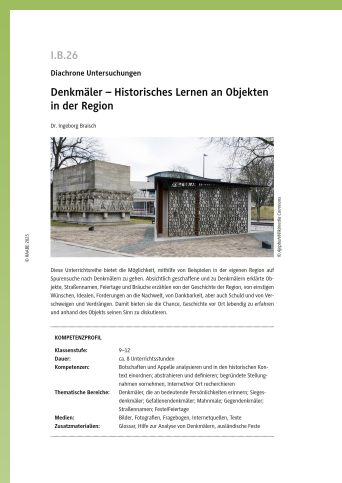 I.B.26
Diachrone Untersuchungen
Denkmäler – Historisches Lernen an Objekten
in der Region
Dr. Ingeborg Braisch
© RAABE 2023
© Ajepbah/Wikimedia Commons
Diese Unterrichtsreihe bietet die Möglichkeit, mithilfe von Beispielen in der eigenen Region auf
Spurensuche nach Denkmälern zu gehen. Absichtlich geschaffene und zu Denkmälern erklärte Ob-
jekte, Straßennamen, Feiertage und Bräuche erzählen von der Geschichte der Region, von einstigen
Wünschen, Idealen, Forderungen an die Nachwelt, von Dankbarkeit, aber auch Schuld und von Ver-
schweigen und Verdrängen. Damit bieten sie die Chance, Geschichte vor Ort lebendig zu erfahren
und anhand des Objekts seinen Sinn zu diskutieren.
KOMPETENZPROFIL
Klassenstufe: 9–12
Dauer: ca. 8 Unterrichtsstunden
Kompetenzen: Botschaften und Appelle analysieren und in den historischen Kon-
text einordnen; abstrahieren und definieren; begründete Stellung-
nahmen vornehmen, Internet/vor Ort recherchieren
Thematische Bereiche: Denkmäler, die an bedeutende Persönlichkeiten erinnern; Sieges-
denkmäler; Gefallenendenkmäler; Mahnmale; Gegendenkmäler;
Straßennamen; Feste/Feiertage
Medien: Bilder, Fotografien, Fragebogen, Internetquellen, Texte
Zusatzmaterialien: Glossar, Hilfe zur Analyse von Denkmälern, ausländische Feste